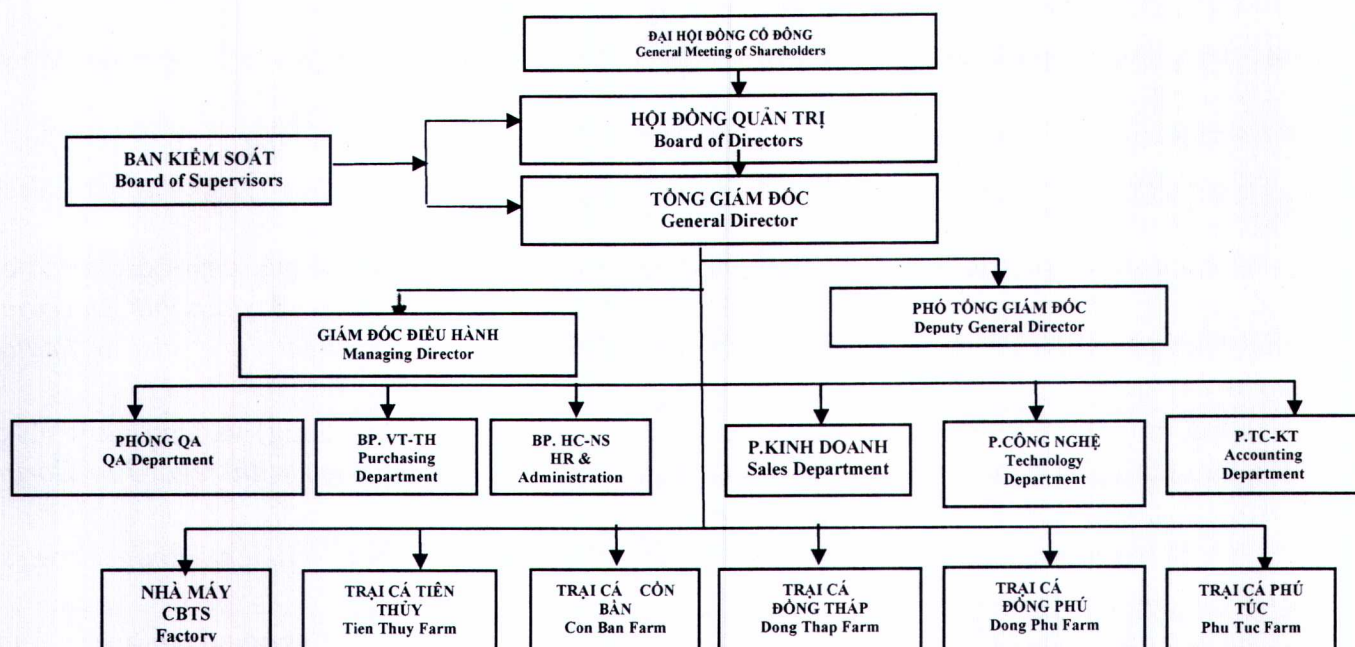 ĐẠI HỘI ĐỒNG CỔ ĐÔNG
General Meeting of Shareholders
HỘI ĐỒNG QUẢN TRỊ
Board of Directors
BAN KIỂM SOÁT
Board of Supervisors
TỔNG GIÁM ĐỐC
General Director
PHÓ TỔNG GIÁM ĐỐC
Deputy General Director
GIÁM ĐỐC ĐIỀU HÀNH
Managing Director
PHÒNG QA
QA Department
BP. VT-TH
Purchasing
Department
BP. HC-NS
HR &
Administration
P.KINH DOANH
Sales Department
P.CÔNG NGHỆ
Technology
Department
P.TC-KT
Accounting
Department
NHÀ MÁY
CBTS
Factory
TRẠI CÁ TIÊN
THỦY
Tien Thuy Farm
TRẠI CÁ CỒN
BÀN
Con Ban Farm
TRẠI CÁ
ĐỒNG THÁP
Dong Thap Farm
TRẠI CÁ
ĐỒNG PHÚ
Dong Phu Farm
TRẠI CÁ PHÚ
TÚC
Phu Tuc Farm